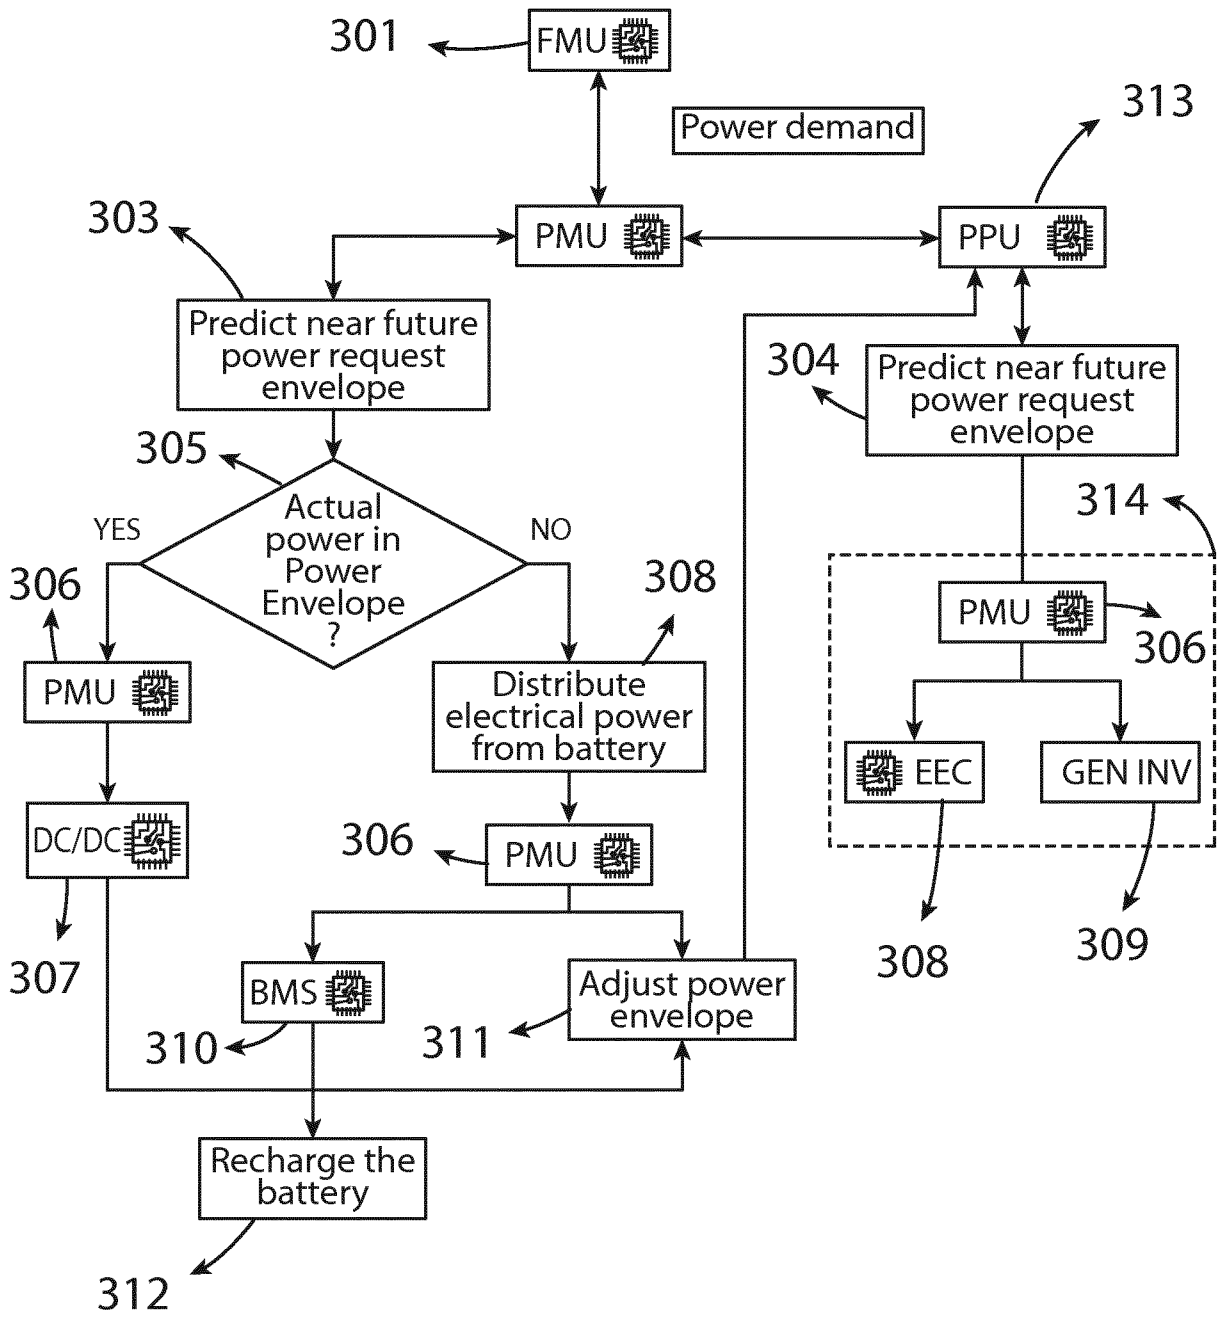 301
FMU
Power demand
313
303
PMU
PPU
Predict near future
power request
envelope
304
Predict near future
power request
envelope
305
Actual
power in
Power
Envelope
?
YES
NO
314
306
308
PMU
306
PMU
Distribute
electrical power
from battery
EEC
GEN INV
DC/DC
306
PMU
307
308
309
BMS
Adjust power
envelope
310
311
Recharge the
battery
312